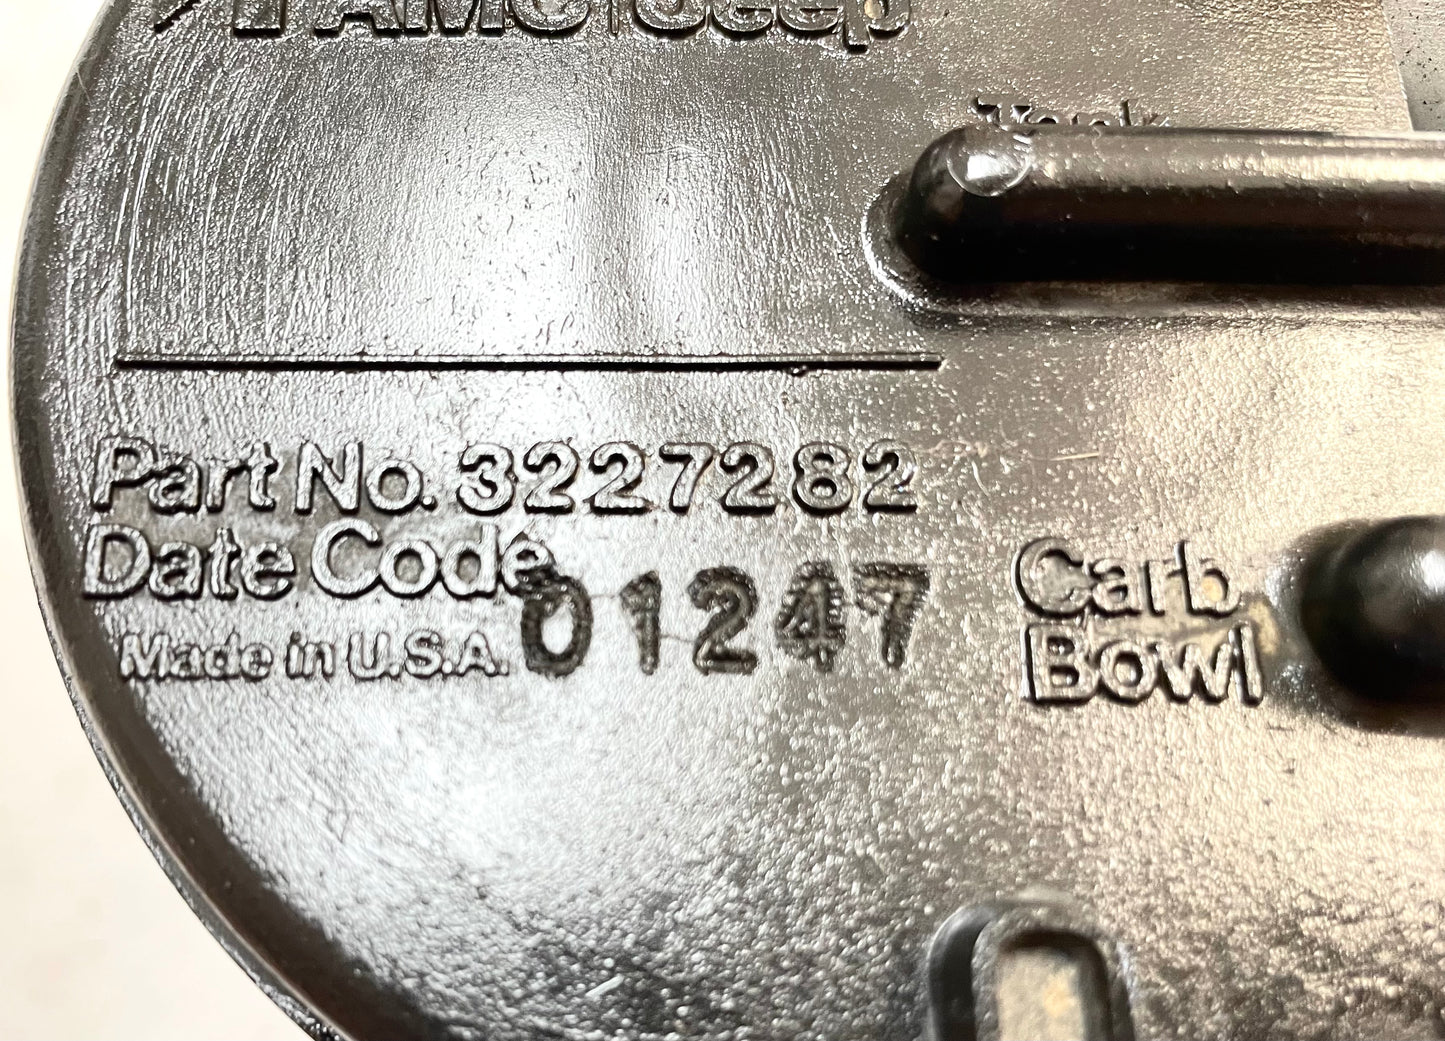 AMC Jeep
Part No. 3227282
Date Code
01247
Made in U.S.A.
Carb
Bowl